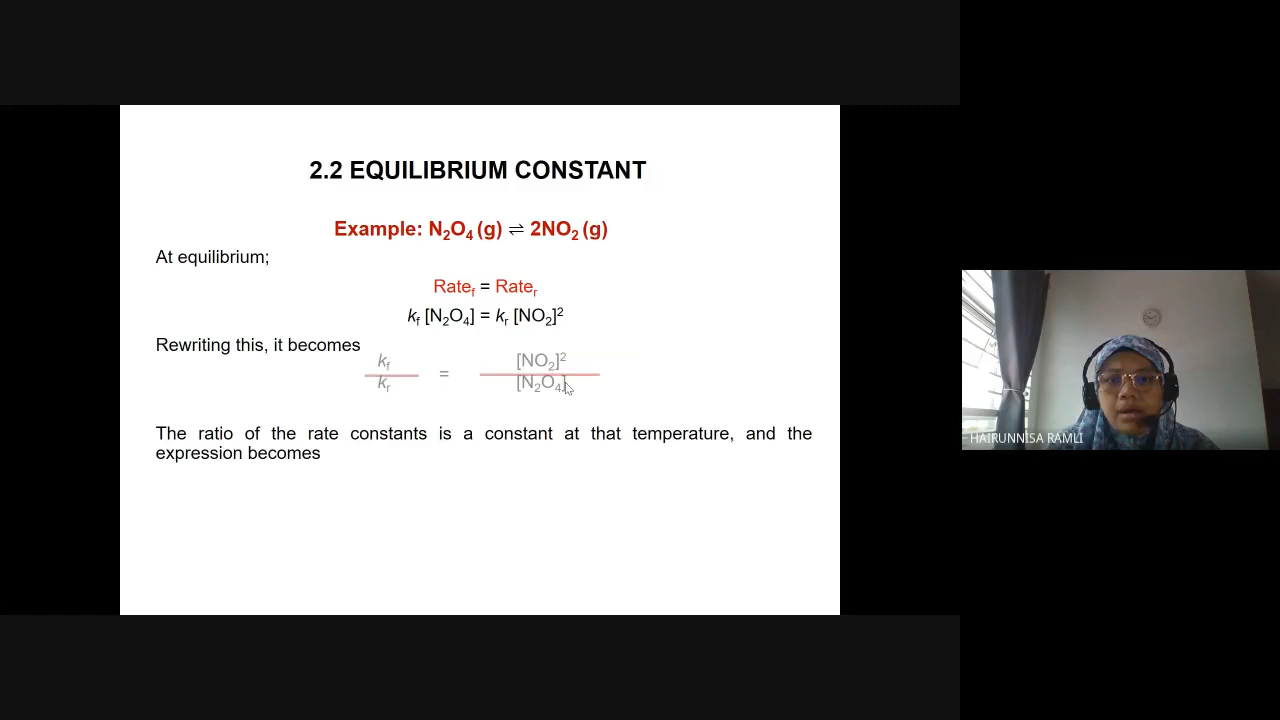 2.2 EQUILIBRIUM CONSTANT
Example: N₂O₄ (g) ⇌ 2NO₂ (g)
At equilibrium;
Rate_f = Rate_r
k_f [N₂O₄] = k_r [NO₂]²
Rewriting this, it becomes
k_f / k_r = [NO₂]² / [N₂O₄]
The ratio of the rate constants is a constant at that temperature, and the
expression becomes
HAIRUNNISA RAMLI